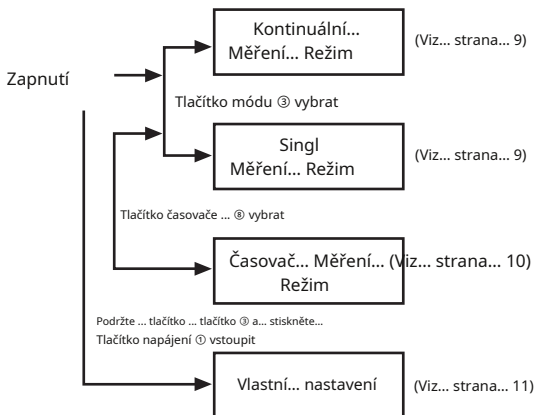 Kontinuální...
Měření... Režim
(Viz... strana... 9)
Zapnutí
Tlačítko módu ③ vybrat
Singl
Měření... Režim
(Viz... strana... 9)
Tlačítko časovače ... ⑧ vybrat
Časovač... Měření... (Viz... strana... 10)
Režim
Podržte ... tlačítko ... tlačítko ③ a... stiskněte...
Tlačítko napájení ① vstoupit
Vlastní... nastavení
(Viz... strana... 11)